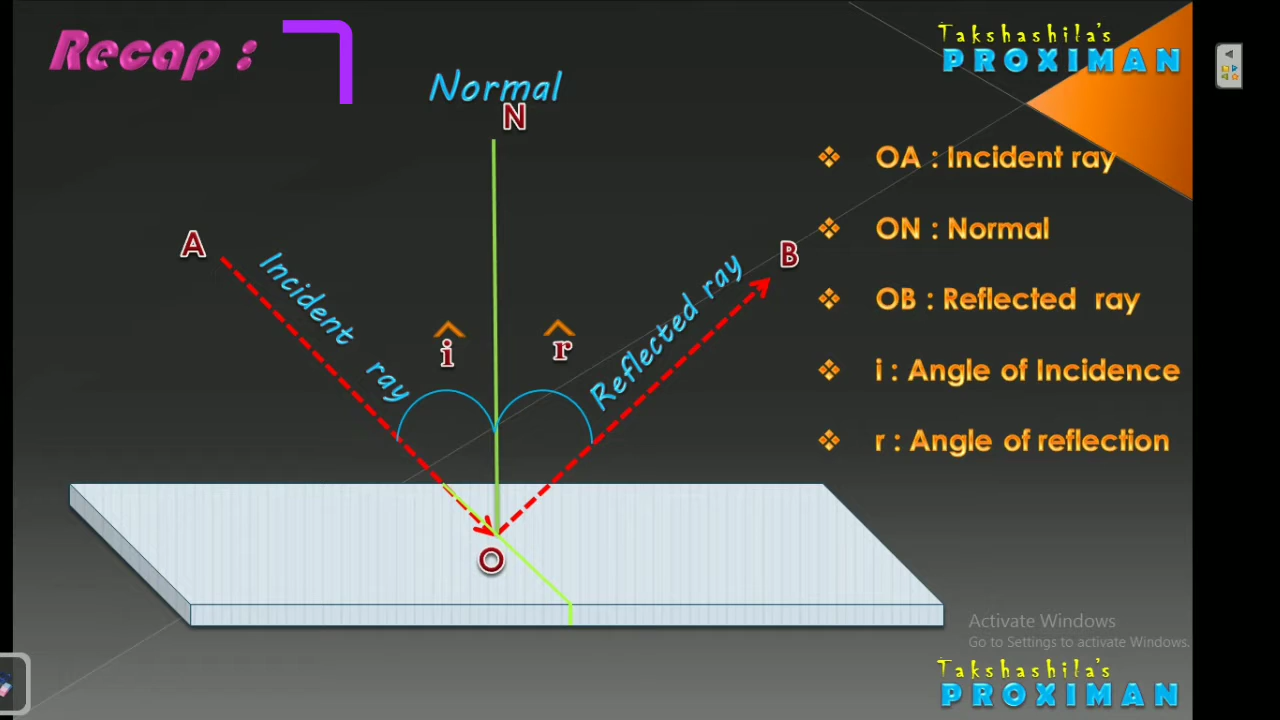 Recap :
Takshashila's
PROXIMAN
Normal
N
A
Incident ray
î
r̂
Reflected ray
B
O
❖ OA : Incident ray
❖ ON : Normal
❖ OB : Reflected ray
❖ i : Angle of Incidence
❖ r : Angle of reflection
Activate Windows
Go to Settings to activate Windows.
Takshashila's
PROXIMAN